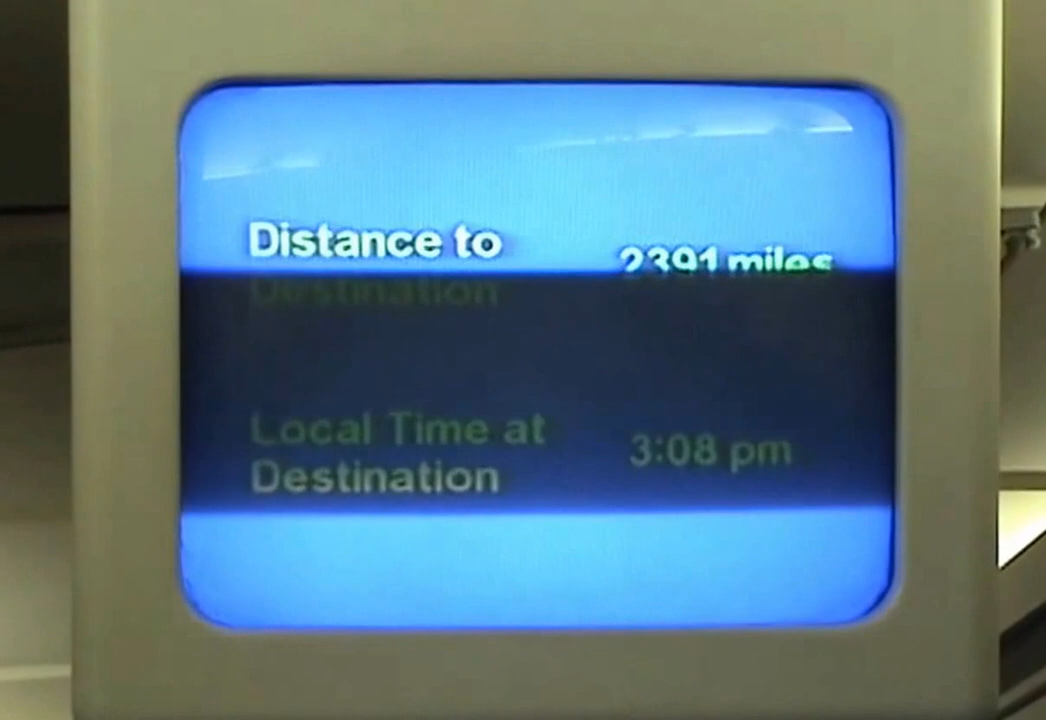 Distance to
Destination
2391 miles
Local Time at
Destination
3:08 pm